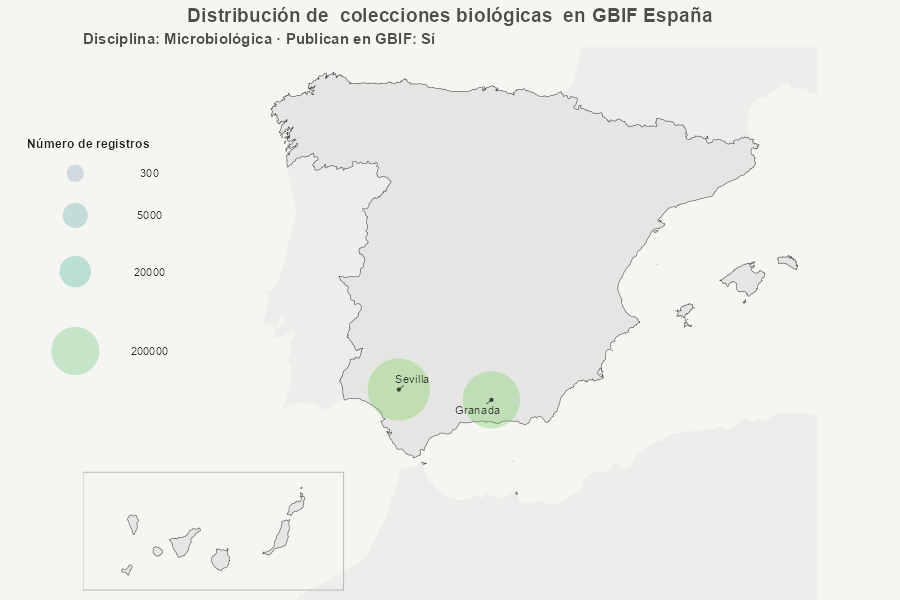 Distribución de  colecciones biológicas  en GBIF España
Disciplina: Microbiológica · Publican en GBIF: Sí
Número de registros
300
5000
20000
200000
Sevilla
Granada